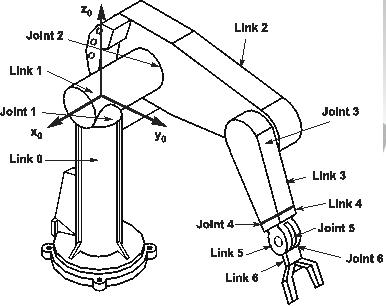 z0
Joint 2
Link 2
Link 1
Joint 1
Joint 3
x0
y0
Link 0
Link 3
Link 4
Joint 4
Joint 5
Link 5
Joint 6
Link 6